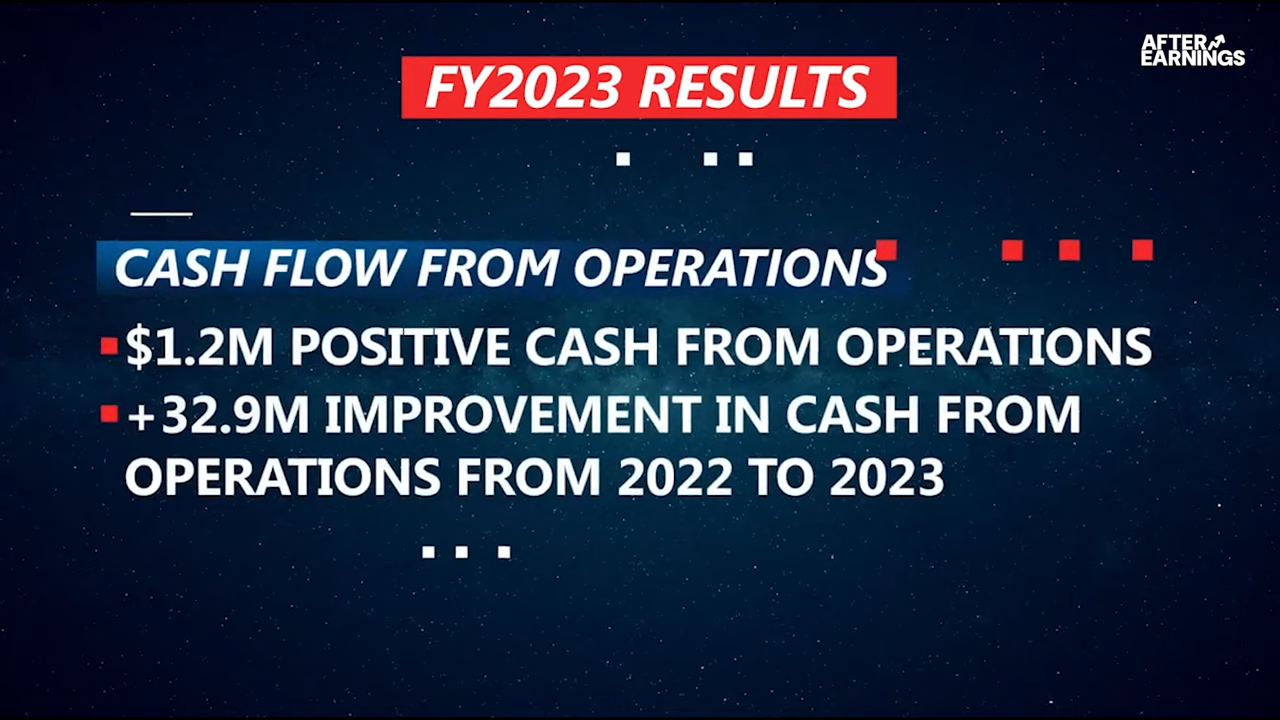 AFTER
EARNINGS
FY2023 RESULTS
CASH FLOW FROM OPERATIONS
$1.2M POSITIVE CASH FROM OPERATIONS
+32.9M IMPROVEMENT IN CASH FROM
OPERATIONS FROM 2022 TO 2023